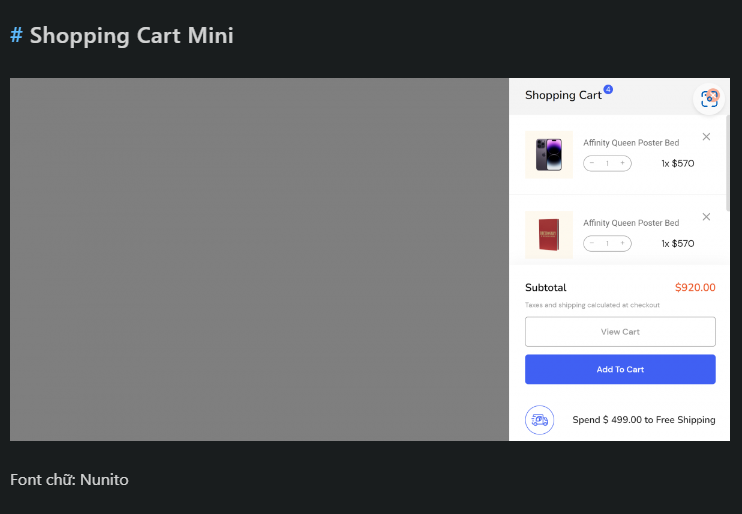 # Shopping Cart Mini
Shopping Cart 4
Affinity Queen Poster Bed
− 1 + 1x $570
Affinity Queen Poster Bed
− 1 + 1x $570
Subtotal $920.00
Taxes and shipping calculated at checkout
View Cart
Add To Cart
Spend $ 499.00 to Free Shipping
Font chữ: Nunito